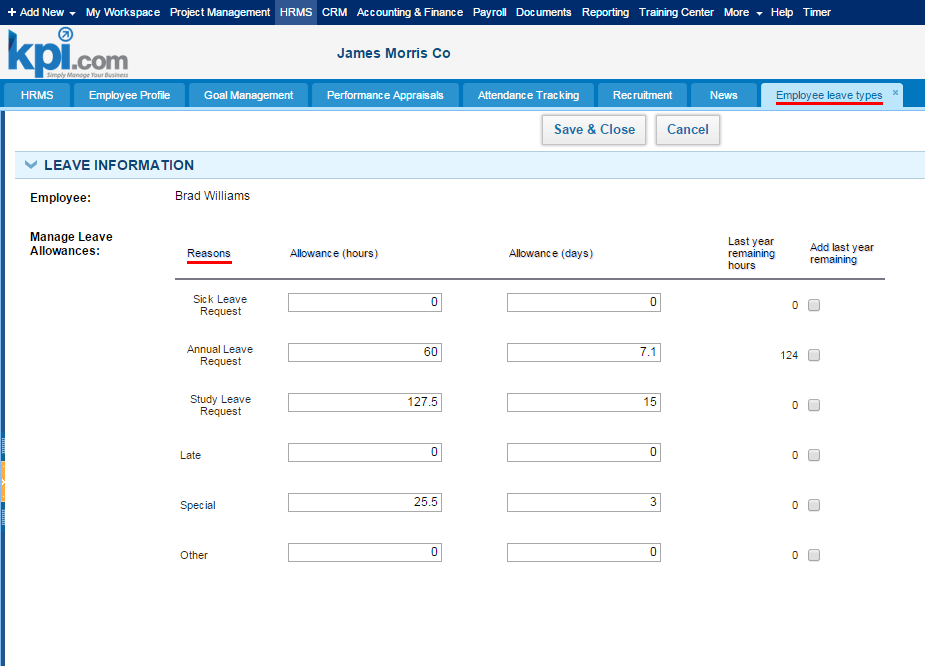 + Add New My Workspace Project Management HRMS CRM Accounting & Finance Payroll Documents Reporting Training Center More Help Timer
kpi.com
Simply Manage Your Business
James Morris Co
HRMS Employee Profile Goal Management Performance Appraisals Attendance Tracking Recruitment News Employee leave types ×
Save & Close Cancel
LEAVE INFORMATION
Employee: Brad Williams
Manage Leave
Allowances:
Reasons Allowance (hours) Allowance (days)
Last year
remaining
hours
Add last year
remaining
Sick Leave
Request
0 0 0
Annual Leave
Request
60 7.1 124
Study Leave
Request
127.5 15 0
Late 0 0 0
Special 25.5 3 0
Other 0 0 0